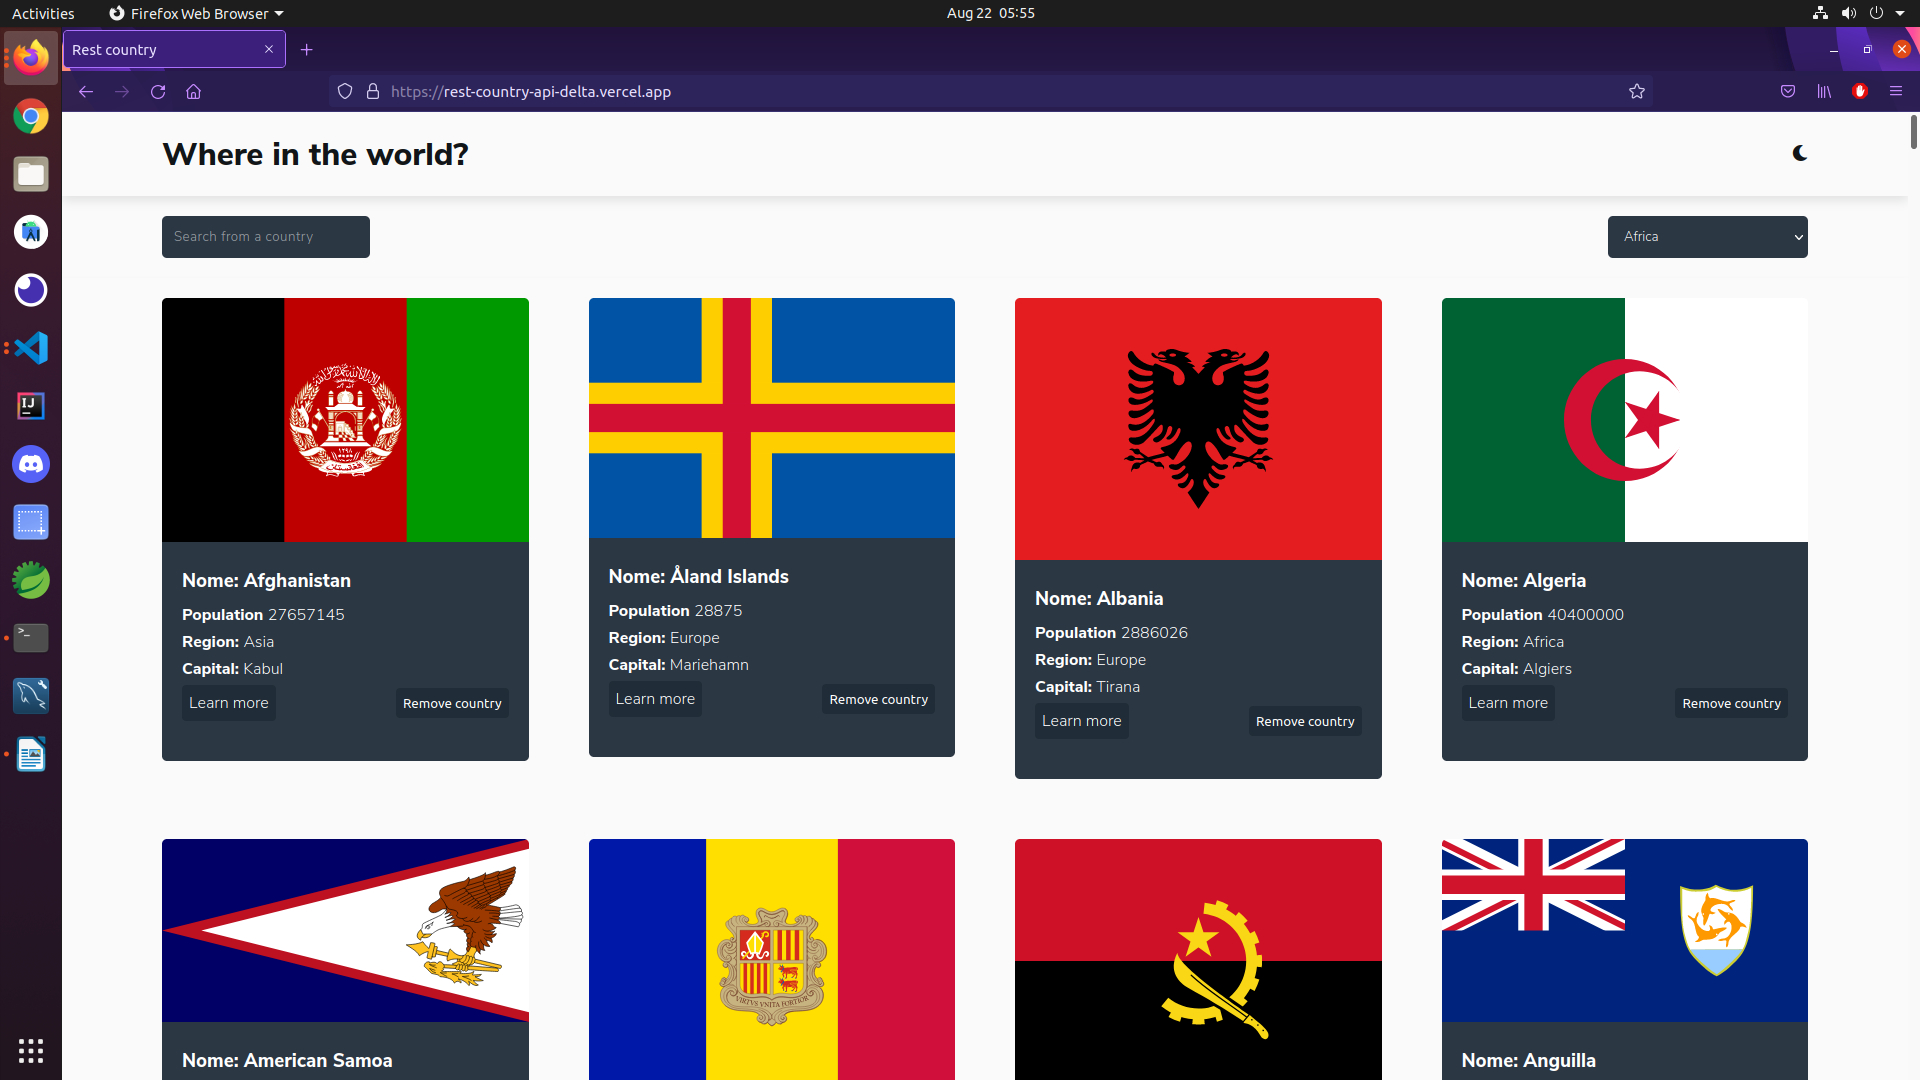 Activities
Firefox Web Browser
Aug 22 05:55
Rest country
https://rest-country-api-delta.vercel.app
Where in the world?
Search from a country
Africa
Nome: Afghanistan
Population 27657145
Region: Asia
Capital: Kabul
Learn more
Remove country
Nome: Åland Islands
Population 28875
Region: Europe
Capital: Mariehamn
Learn more
Remove country
Nome: Albania
Population 2886026
Region: Europe
Capital: Tirana
Learn more
Remove country
Nome: Algeria
Population 40400000
Region: Africa
Capital: Algiers
Learn more
Remove country
VIRTVS VNITA FORTIOR
Nome: American Samoa
Nome: Anguilla